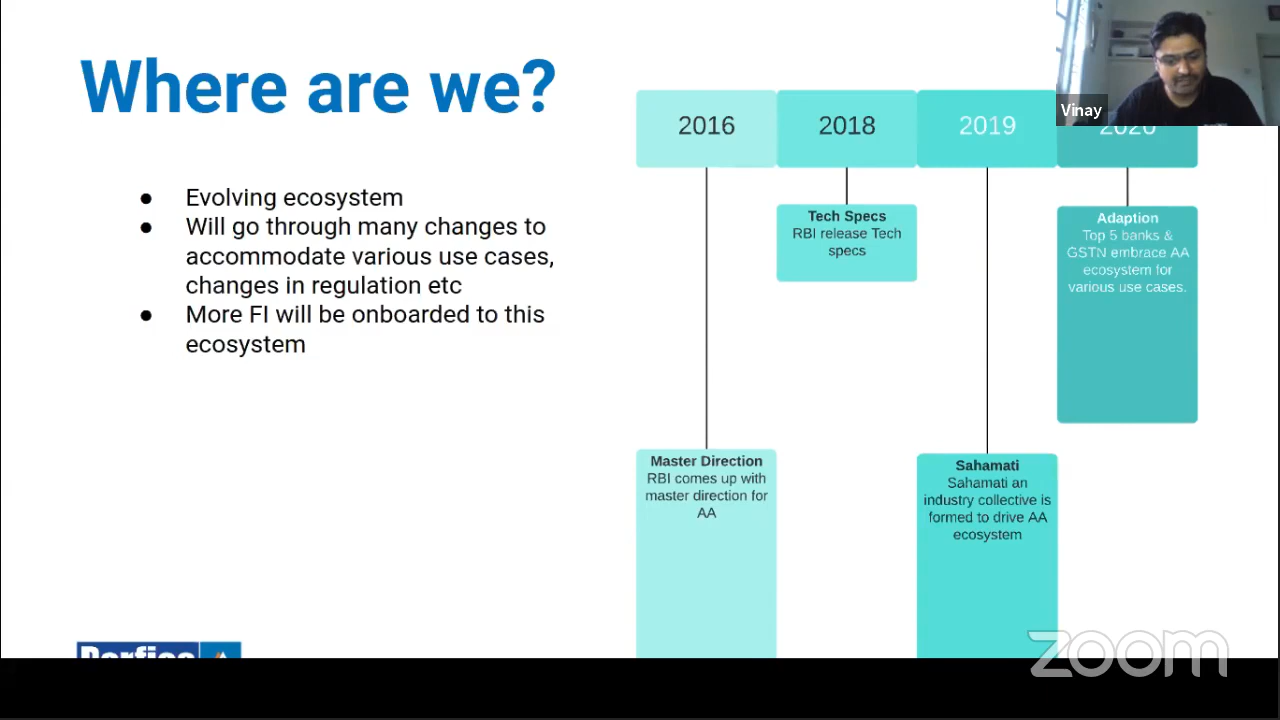 Where are we?
● Evolving ecosystem
● Will go through many changes to
accommodate various use cases,
changes in regulation etc
● More FI will be onboarded to this
ecosystem
2016
2018
2019
2020
Vinay
Tech Specs
RBI release Tech
specs
Adaption
Top 5 banks &
GSTN embrace AA
ecosystem for
various use cases.
Master Direction
RBI comes up with
master direction for
AA
Sahamati
Sahamati an
industry collective is
formed to drive AA
ecosystem
Perfios
zoom